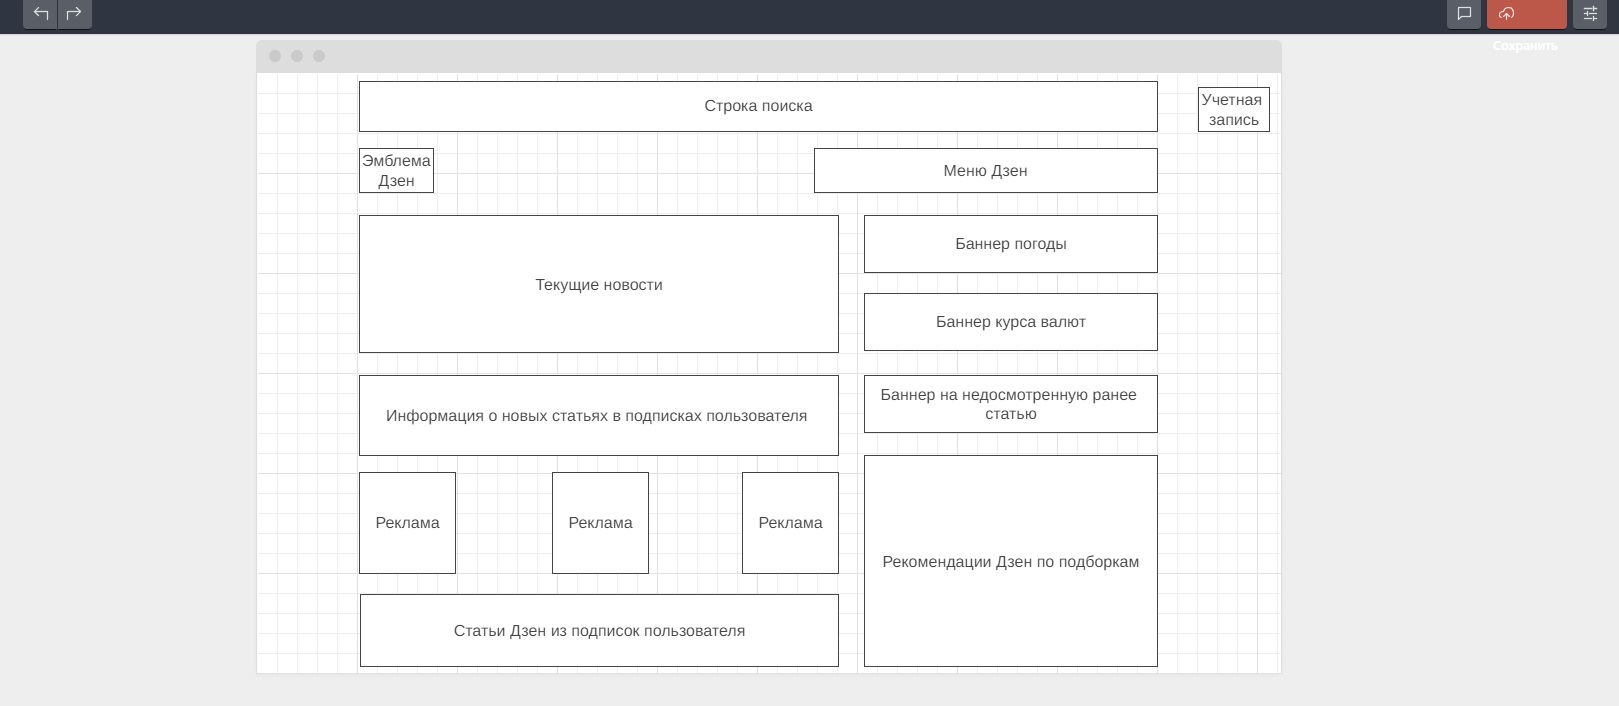 Сохранить
Строка поиска
Учетная
запись
Эмблема
Дзен
Меню Дзен
Текущие новости
Баннер погоды
Баннер курса валют
Информация о новых статьях в подписках пользователя
Баннер на недосмотренную ранее
статью
Реклама
Реклама
Реклама
Рекомендации Дзен по подборкам
Статьи Дзен из подписок пользователя